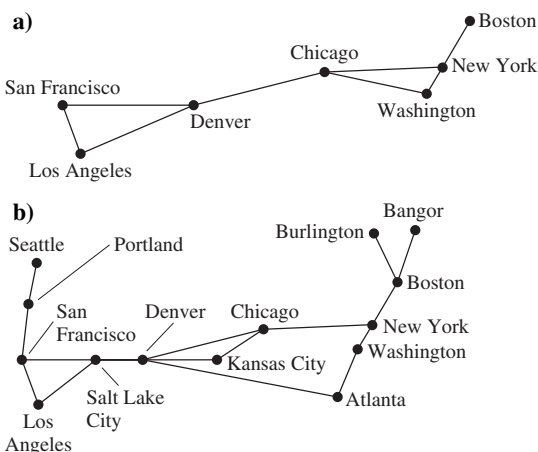 a)
Boston
Chicago
New York
San Francisco
Washington
Denver
Los Angeles
b)
Bangor
Burlington
Seattle
Portland
Boston
San
Francisco
Denver
Chicago
New York
Washington
Kansas City
Salt Lake
City
Atlanta
Los
Angeles